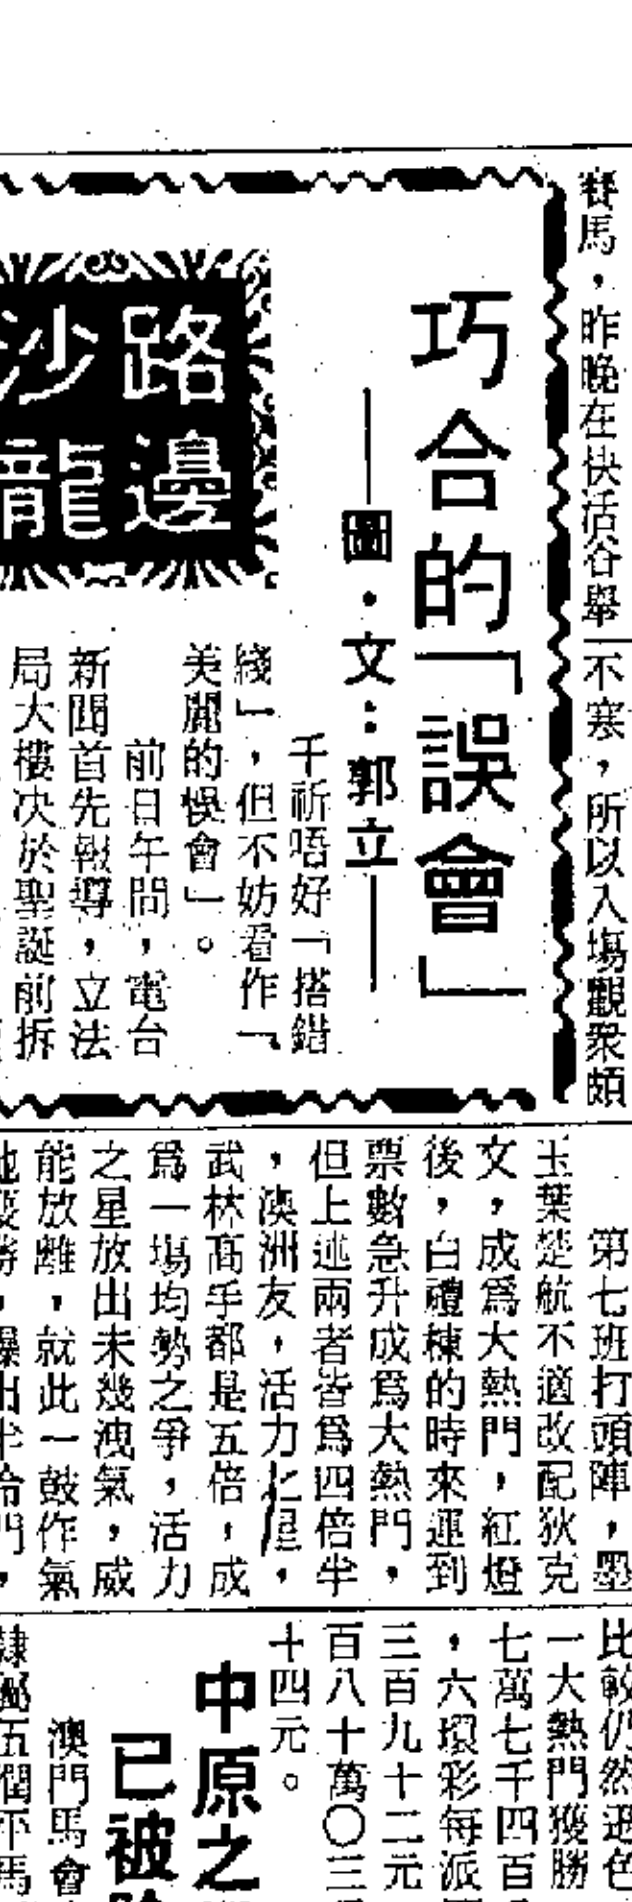 賽馬，昨晚在快活谷舉
不寒，所以入場觀衆頗
巧合的「誤會」
——圖·文：郭立——
路邊
沙龍
千祈唔好「搭錯
綫」，但不妨看作「
美麗的悞會」。
前日午間，電台
新聞首先報導，立法
局大樓决於聖誕前拆
第七班打頭陣，墨
玉葉楚航不適改配狄克
文，成爲大熱門，紅燈
後，白禮棟的時來運到
票數急升成爲大熱門，
但上述兩者皆爲四倍半
，澳洲友，活力之星，
武林高手都是五倍，成
爲一場均勢之爭，活力
之星放出未幾洩氣，威
能放離，就此一鼓作氣
比較仍然遜色
一大熱門獲勝
七萬七千四百
，六環彩每派
三百九十二元
百八十萬〇三
十四元。
中原之
已被
澳門馬會